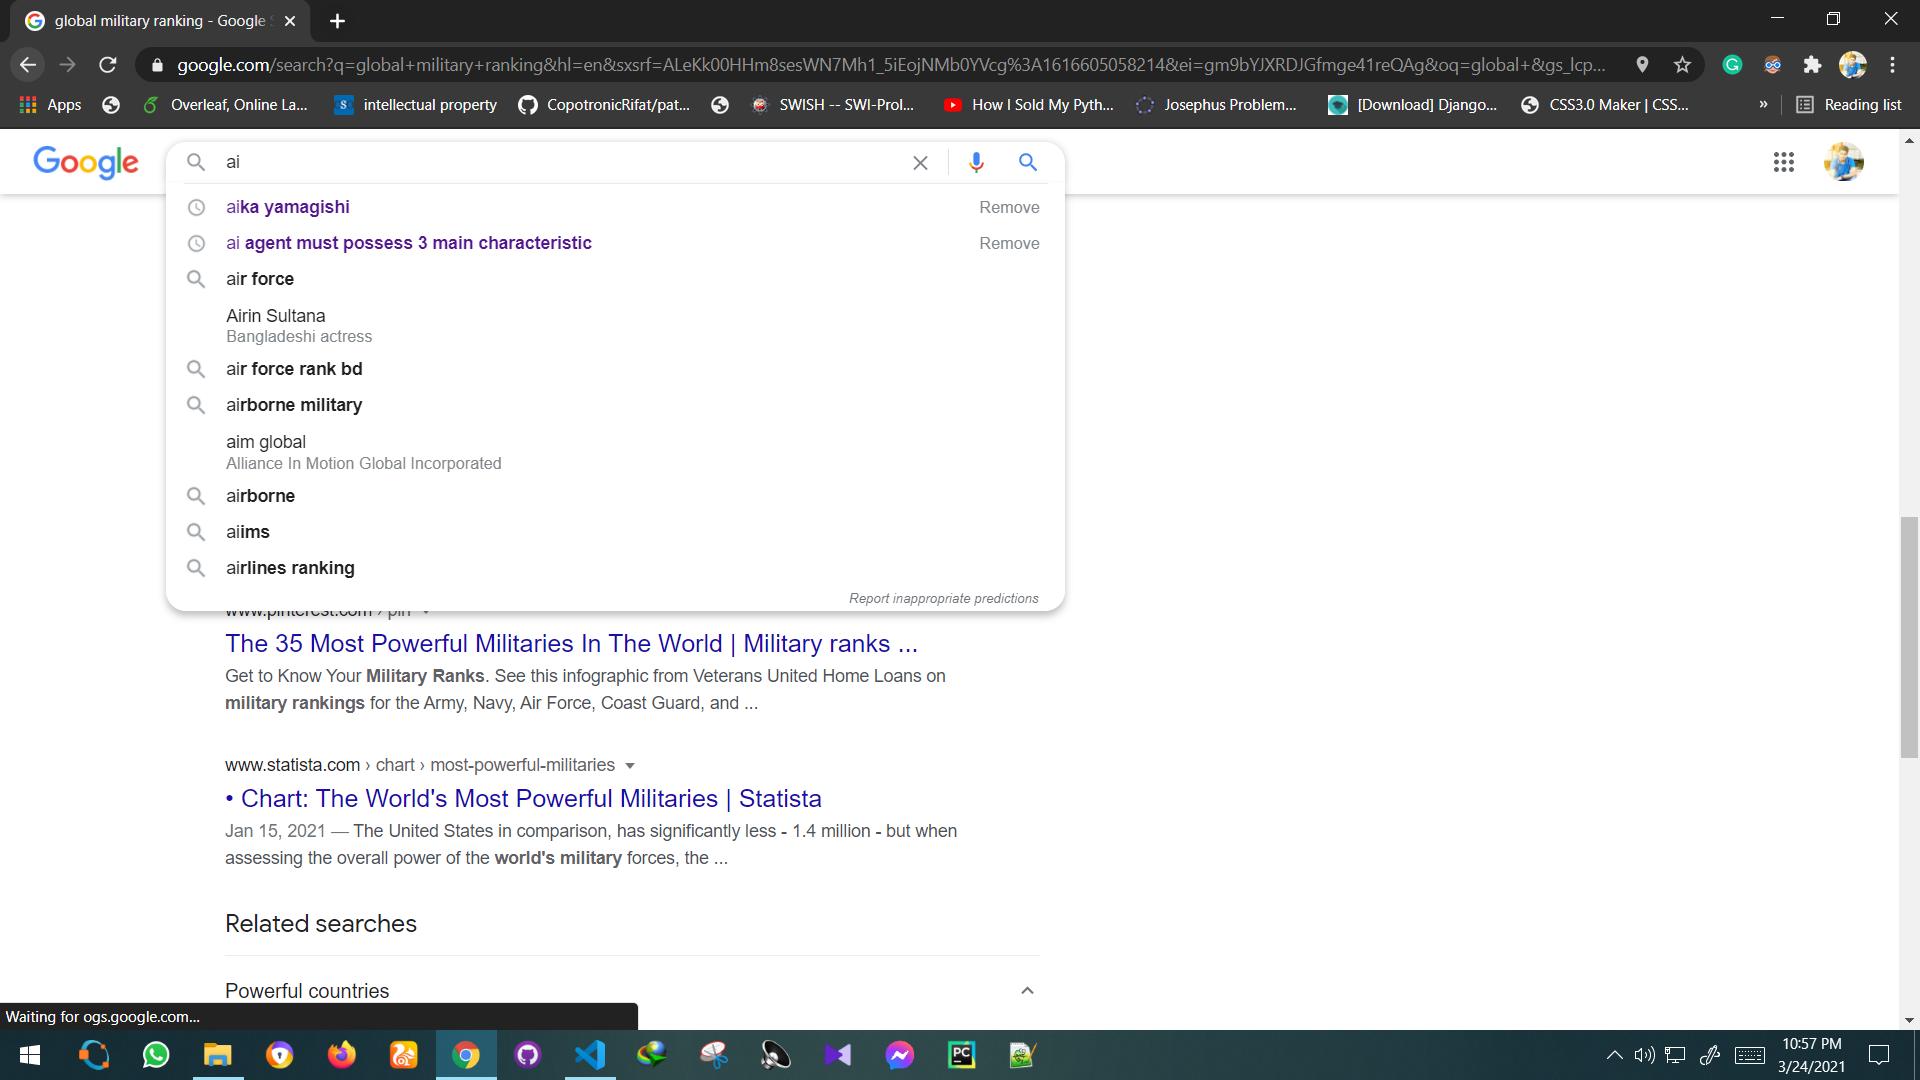 global military ranking - Google S
google.com/search?q=global+military+ranking&hl=en&sxsrf=ALeKk00HHm8sesWN7Mh1_5iEojNMb0YVcg%3A1616605058214&ei=gm9bYJXRDJGfmge41reQAg&oq=global+&gs_lcp...
Apps Overleaf, Online La... intellectual property CopotronicRifat/pat... SWISH -- SWI-Prol... How I Sold My Pyth... Josephus Problem... [Download] Django... CSS3.0 Maker | CSS... » Reading list
Google
ai
aika yamagishi Remove
ai agent must possess 3 main characteristic Remove
air force
Airin Sultana
Bangladeshi actress
air force rank bd
airborne military
aim global
Alliance In Motion Global Incorporated
airborne
aiims
airlines ranking
Report inappropriate predictions
www.pinterest.com › pin
The 35 Most Powerful Militaries In The World | Military ranks ...
Get to Know Your Military Ranks. See this infographic from Veterans United Home Loans on
military rankings for the Army, Navy, Air Force, Coast Guard, and ...
www.statista.com › chart › most-powerful-militaries
• Chart: The World's Most Powerful Militaries | Statista
Jan 15, 2021 — The United States in comparison, has significantly less - 1.4 million - but when
assessing the overall power of the world's military forces, the ...
Related searches
Powerful countries
Waiting for ogs.google.com...
PC
10:57 PM
3/24/2021